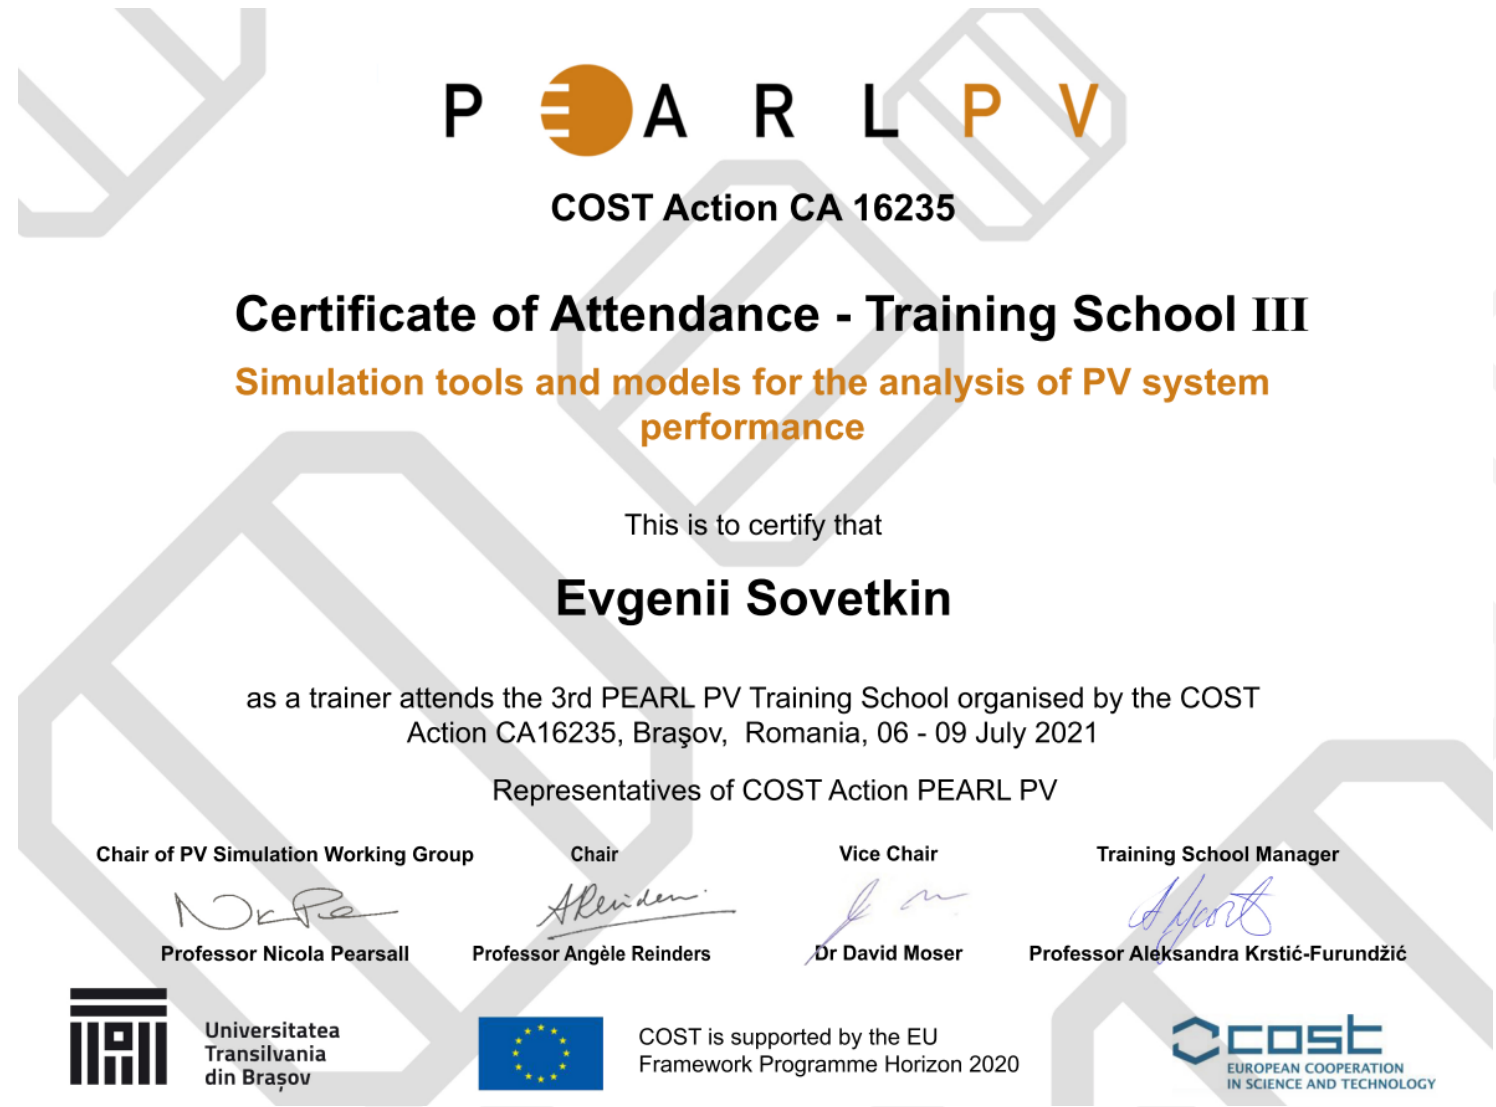 PEARL PV
COST Action CA 16235
Certificate of Attendance - Training School III
Simulation tools and models for the analysis of PV system
performance
This is to certify that
Evgenii Sovetkin
as a trainer attends the 3rd PEARL PV Training School organised by the COST
Action CA16235, Braşov, Romania, 06 - 09 July 2021
Representatives of COST Action PEARL PV
Chair of PV Simulation Working Group
Chair
Vice Chair
Training School Manager
Professor Nicola Pearsall
Professor Angèle Reinders
Dr David Moser
Professor Aleksandra Krstić-Furundžić
Universitatea
Transilvania
din Brașov
COST is supported by the EU
Framework Programme Horizon 2020
cost
EUROPEAN COOPERATION
IN SCIENCE AND TECHNOLOGY